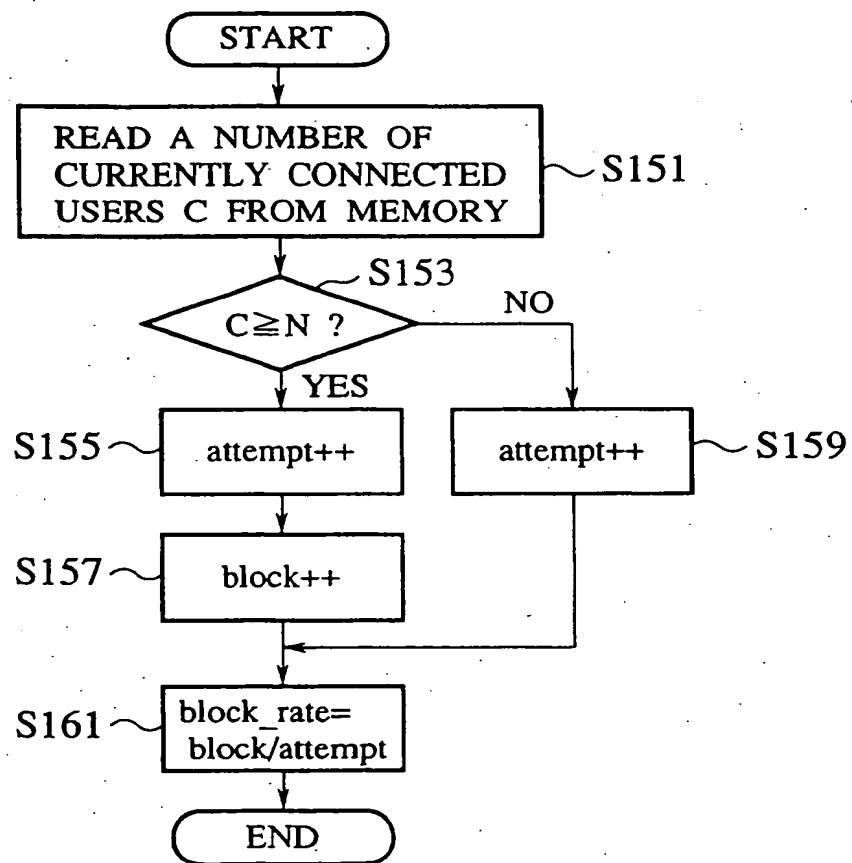 START
READ A NUMBER OF
CURRENTLY CONNECTED
USERS C FROM MEMORY
S151
S153
C≧N ?
NO
YES
S155
attempt++
attempt++
S159
S157
block++
S161
block_rate=
block/attempt
END